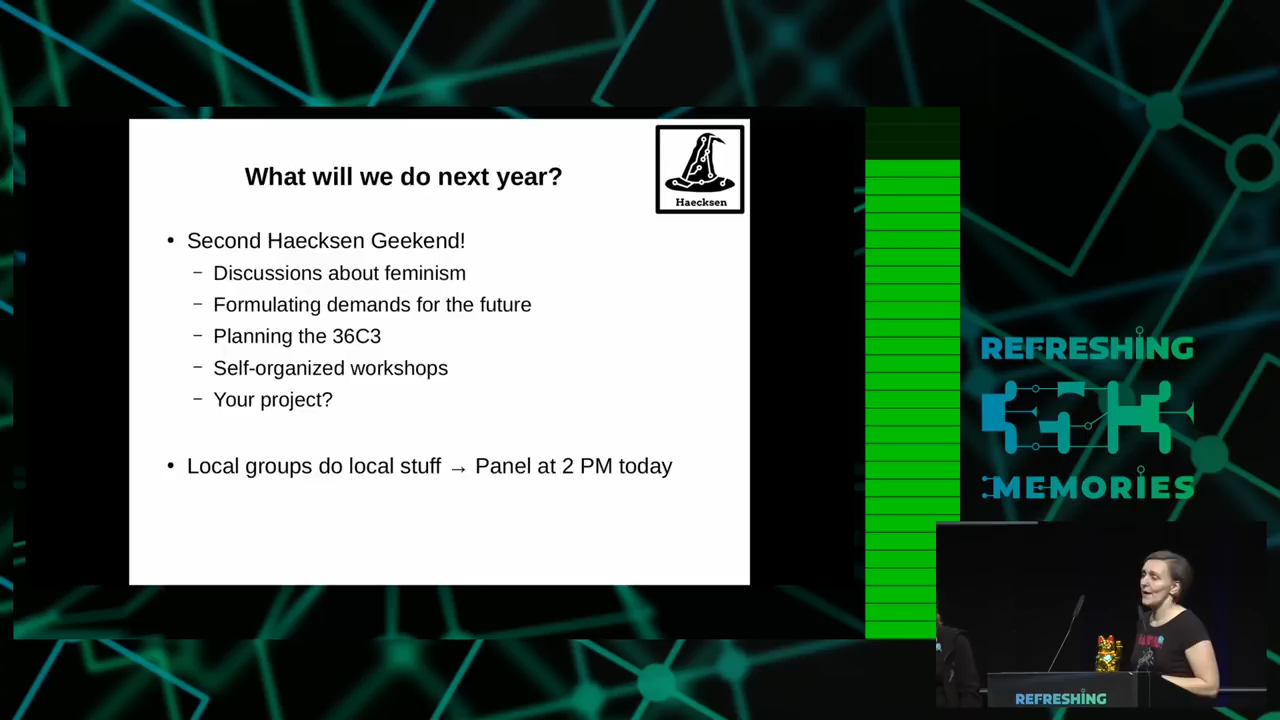 What will we do next year?
Haecksen
• Second Haecksen Geekend!
– Discussions about feminism
– Formulating demands for the future
– Planning the 36C3
– Self-organized workshops
– Your project?
• Local groups do local stuff → Panel at 2 PM today
REFRESHING
MEMORIES
REFRESHING